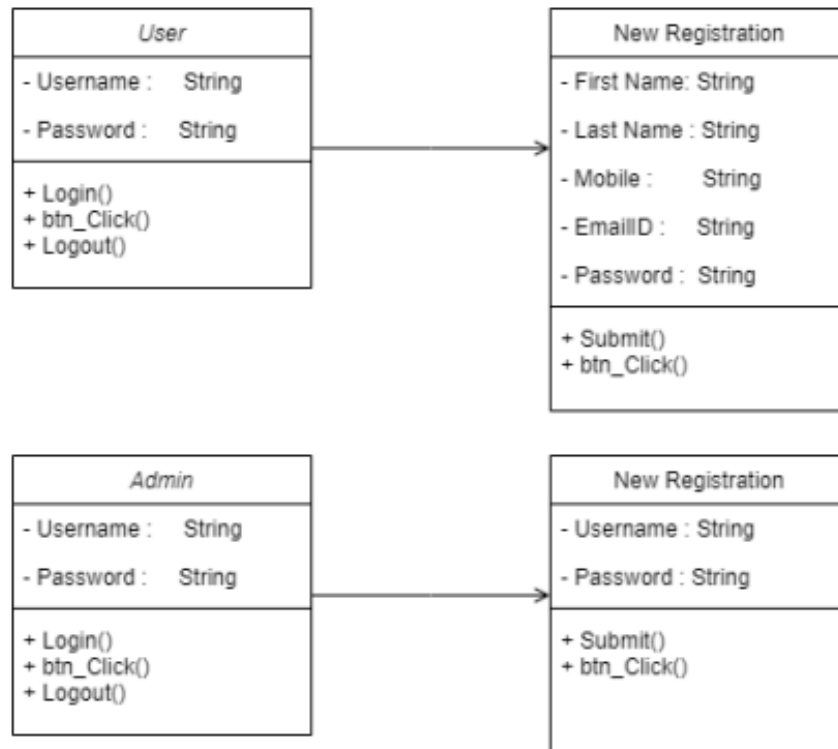 User
- Username : String
- Password : String
+ Login()
+ btn_Click()
+ Logout()
New Registration
- First Name: String
- Last Name : String
- Mobile : String
- EmailID : String
- Password : String
+ Submit()
+ btn_Click()
Admin
- Username : String
- Password : String
+ Login()
+ btn_Click()
+ Logout()
New Registration
- Username : String
- Password : String
+ Submit()
+ btn_Click()